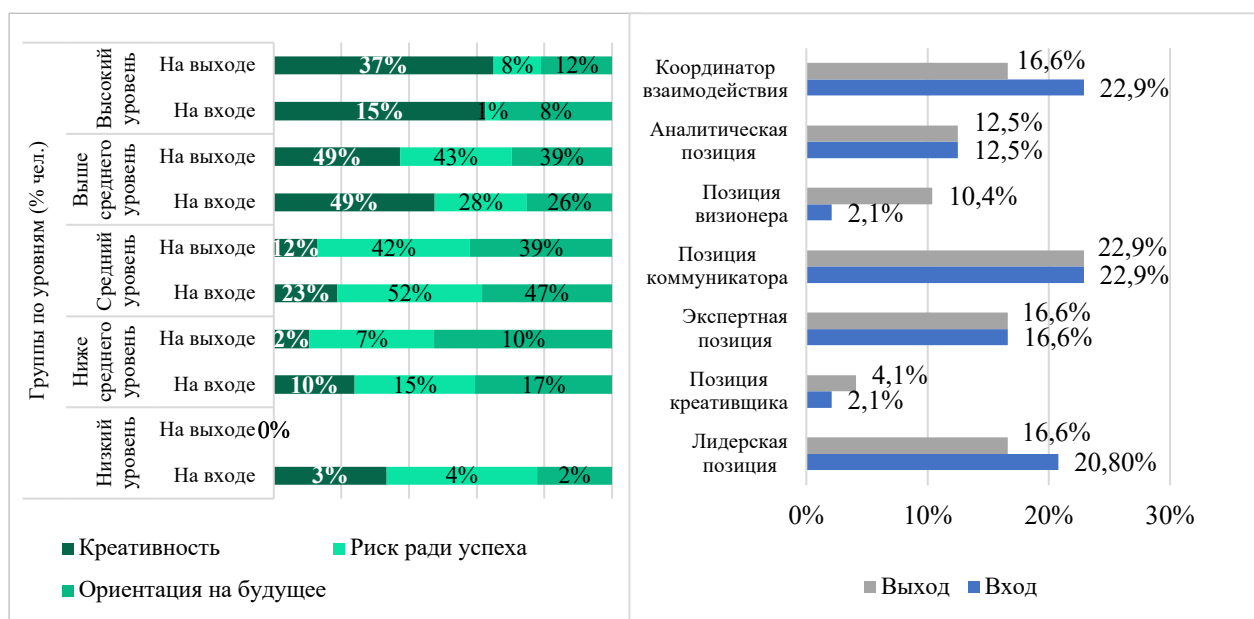 Группы по уровням (% чел.)
Высокий
уровень
На выходе
37%
8%
12%
На входе
15%
1%
8%
Выше
среднего
уровень
На выходе
49%
43%
39%
На входе
49%
28%
26%
Средний
уровень
На выходе
12%
42%
39%
На входе
23%
52%
47%
Ниже
среднего
уровень
На выходе
2%
7%
10%
На входе
10%
15%
17%
Низкий
уровень
На выходе
0%
На входе
3%
4%
2%
Креативность
Риск ради успеха
Ориентация на будущее
Координатор
взаимодействия
16,6%
22,9%
Аналитическая
позиция
12,5%
12,5%
Позиция
визионера
10,4%
2,1%
Позиция
коммуникатора
22,9%
22,9%
Экспертная
позиция
16,6%
16,6%
Позиция
креативщика
4,1%
2,1%
Лидерская
позиция
16,6%
20,80%
0%
10%
20%
30%
Выход
Вход